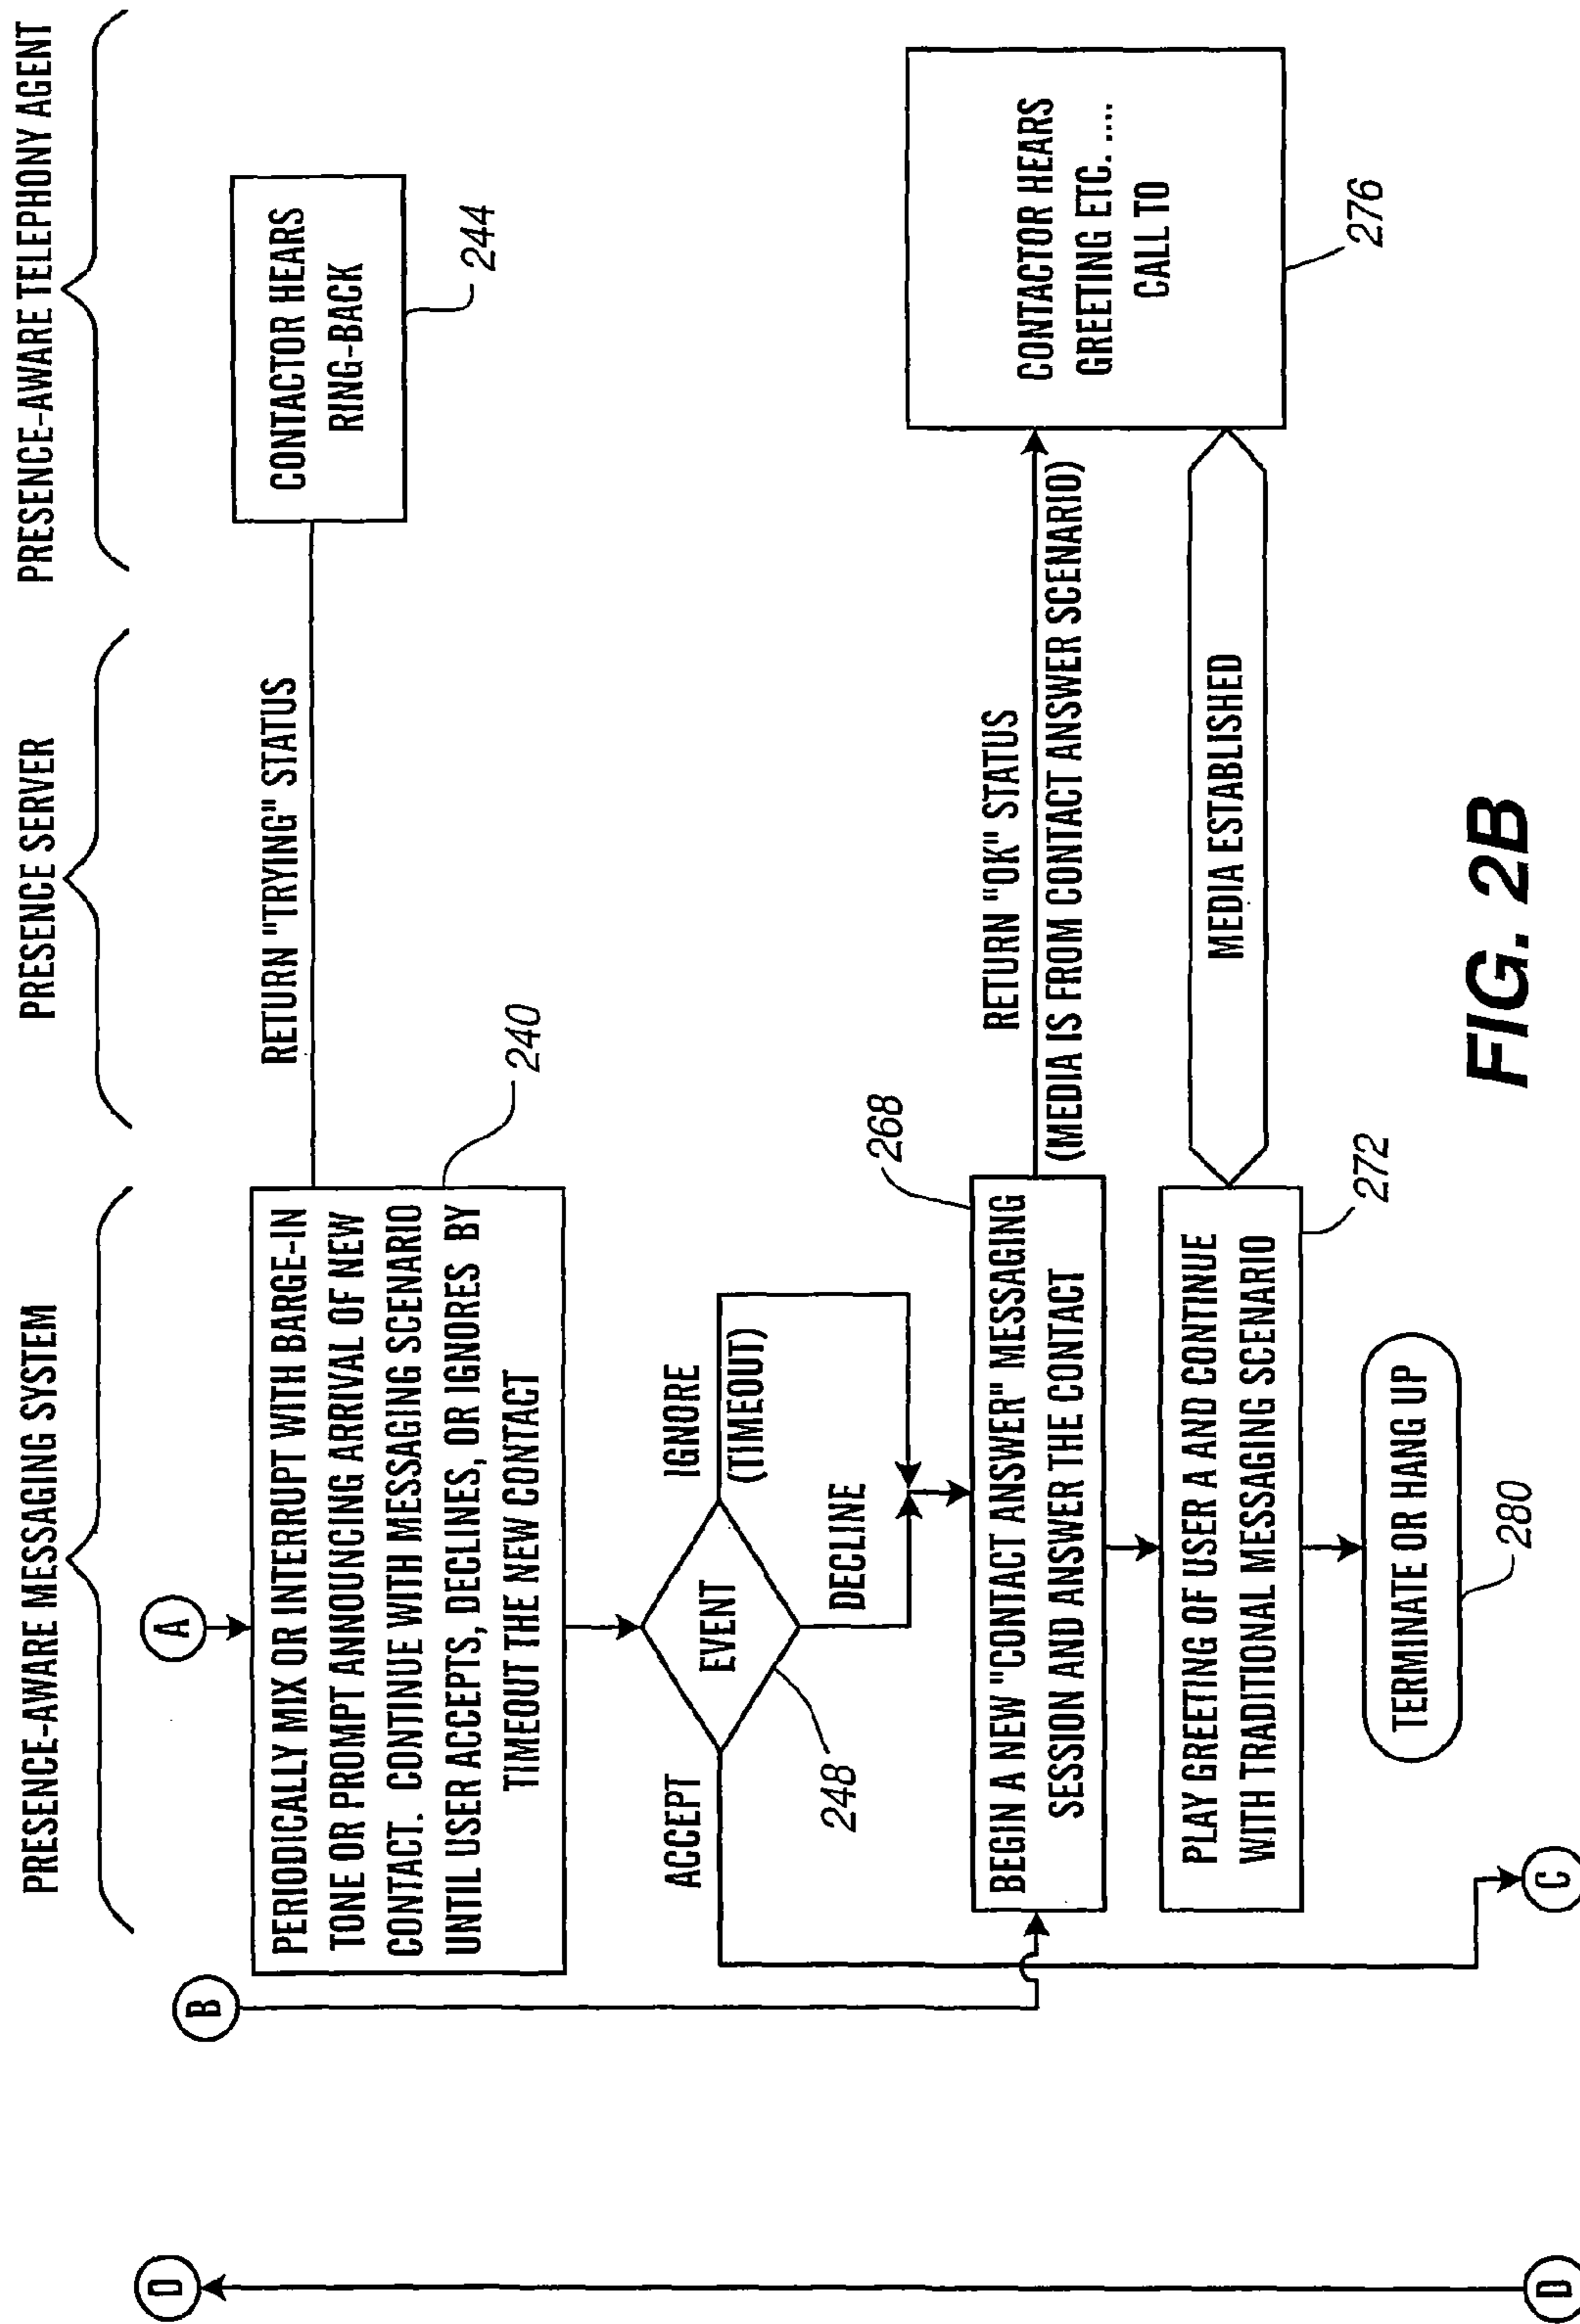 PRESENCE-AWARE MESSAGING SYSTEM
PRESENCE SERVER
PRESENCE-AWARE TELEPHONY AGENT
D
B
A
PERIODICALLY MIX OR INTERRUPT WITH BARGE-IN
TONE OR PROMPT ANNOUNCING ARRIVAL OF NEW
CONTACT. CONTINUE WITH MESSAGING SCENARIO
UNTIL USER ACCEPTS, DECLINES, OR IGNORES BY
TIMEOUT THE NEW CONTACT
240
RETURN "TRYING" STATUS
CONTACTOR HEARS
RING-BACK
244
ACCEPT
EVENT
248
IGNORE
(TIMEOUT)
DECLINE
BEGIN A NEW "CONTACT ANSWER" MESSAGING
SESSION AND ANSWER THE CONTACT
268
RETURN "OK" STATUS
(MEDIA IS FROM CONTACT ANSWER SCENARIO)
CONTACTOR HEARS
GREETING ETC. ....
CALL TO
276
PLAY GREETING OF USER A AND CONTINUE
WITH TRADITIONAL MESSAGING SCENARIO
272
MEDIA ESTABLISHED
TERMINATE OR HANG UP
280
D
C
FIG. 2B